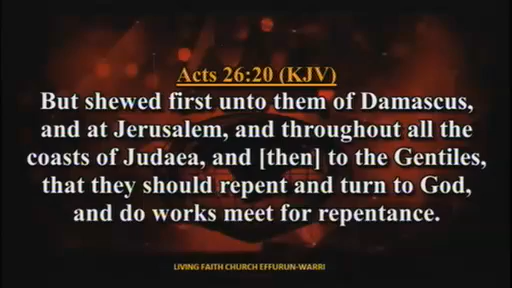 Acts 26:20 (KJV)
But shewed first unto them of Damascus,
and at Jerusalem, and throughout all the
coasts of Judaea, and [then] to the Gentiles,
that they should repent and turn to God,
and do works meet for repentance.
LIVING FAITH CHURCH EFFURUN-WARRI